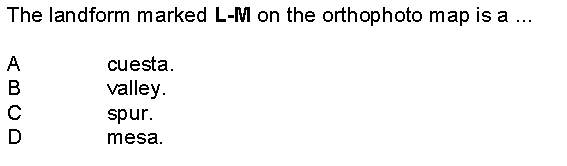 The landform marked L-M on the orthophoto map is a ...
A cuesta.
B valley.
C spur.
D mesa.